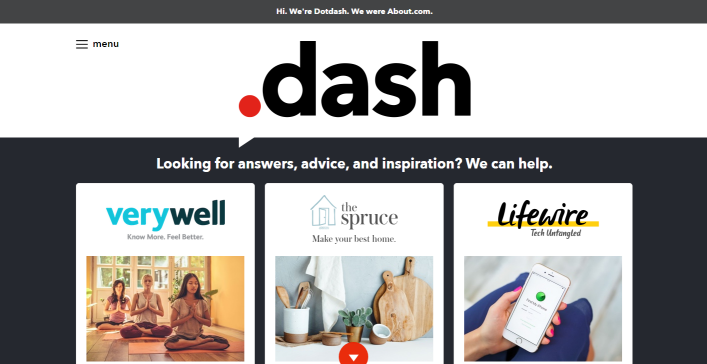 Hi. We're Dotdash. We were About.com.
menu
.dash
Looking for answers, advice, and inspiration? We can help.
verywell
Know More. Feel Better.
the
spruce
Make your best home.
Lifewire
Tech Untangled